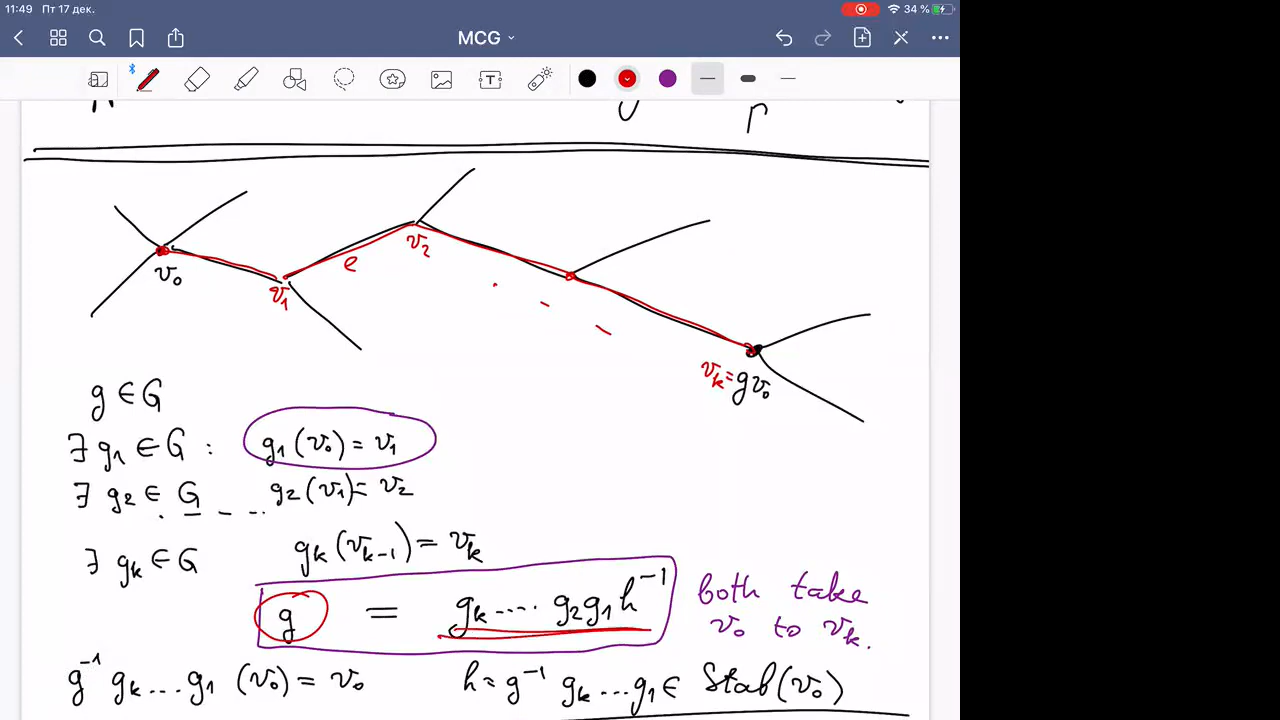 11:49 Пт 17 дек.
34 %
MCG
T
v₀
v₁
e
v₂
vₖ = gv₀
g ∈ G
∃ g₁ ∈ G : g₁(v₀) = v₁
∃ g₂ ∈ G .... g₂(v₁) = v₂
∃ gₖ ∈ G gₖ(vₖ₋₁) = vₖ
g = gₖ .... g₂g₁h⁻¹
both take
v₀ to vₖ.
g⁻¹ gₖ...g₁ (v₀) = v₀ h = g⁻¹ gₖ...g₁ ∈ Stab(v₀)